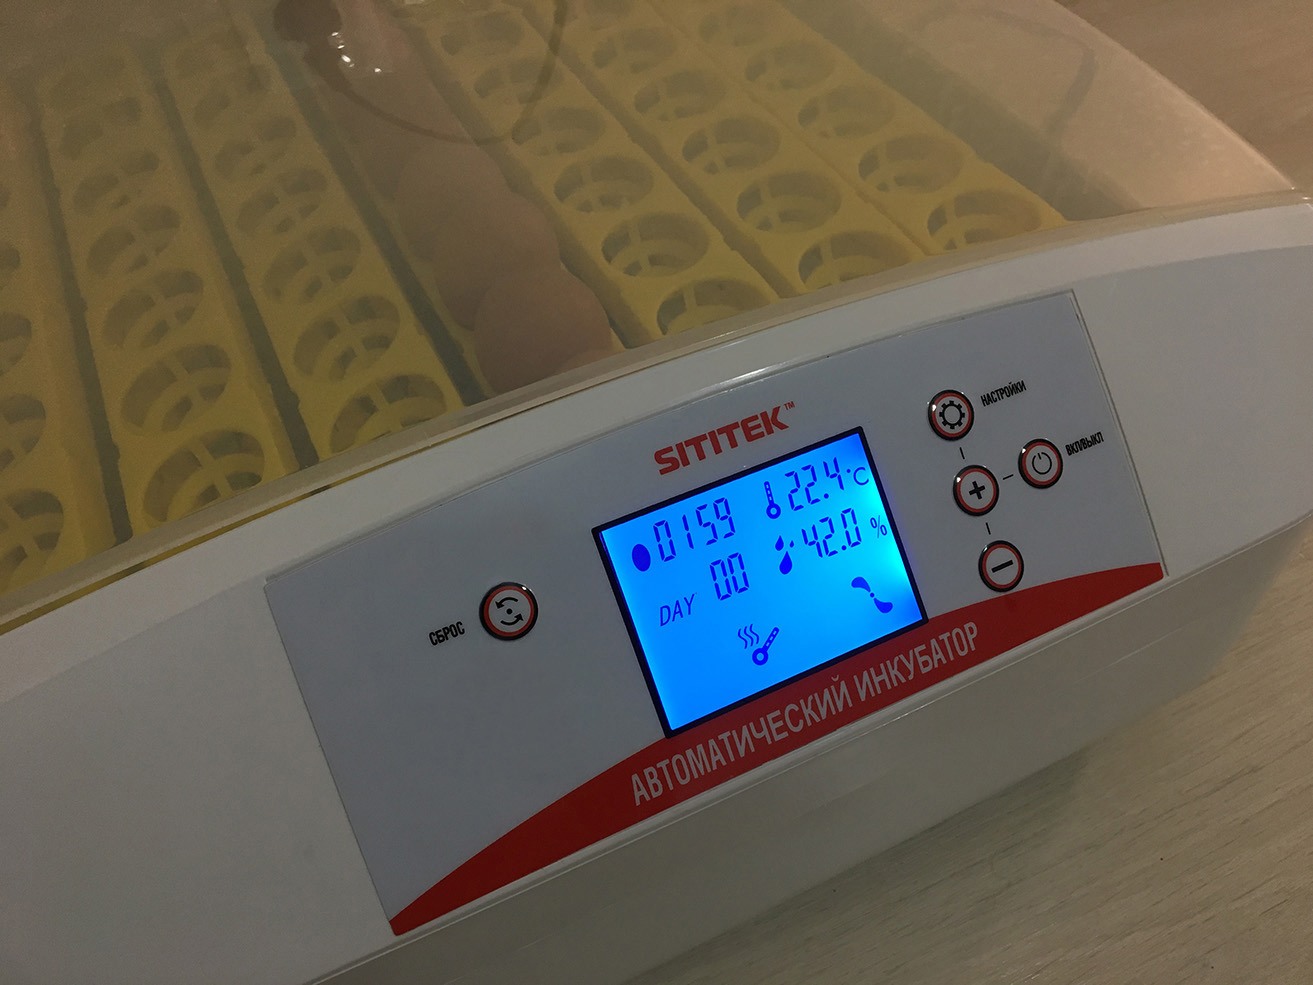 SITITEK™
0159
22.4°C
42.0 %
DAY 00
СБРОС
НАСТРОЙКИ
ВКЛ/ВЫКЛ
АВТОМАТИЧЕСКИЙ ИНКУБАТОР